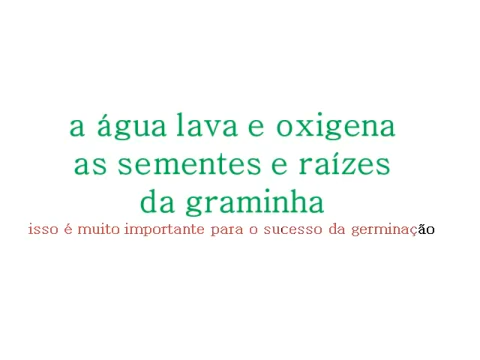 a água lava e oxigena
as sementes e raízes
da graminha
isso é muito importante para o sucesso da germinação